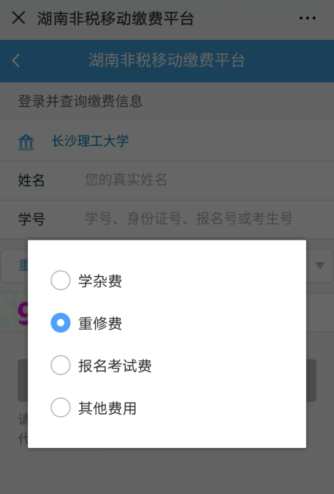 湖南非税移动缴费平台
湖南非税移动缴费平台
登录并查询缴费信息
长沙理工大学
姓名 您的真实姓名
学号 学号、身份证号、报名号或考生号
重
学杂费
重修费
报名考试费
其他费用
请
代